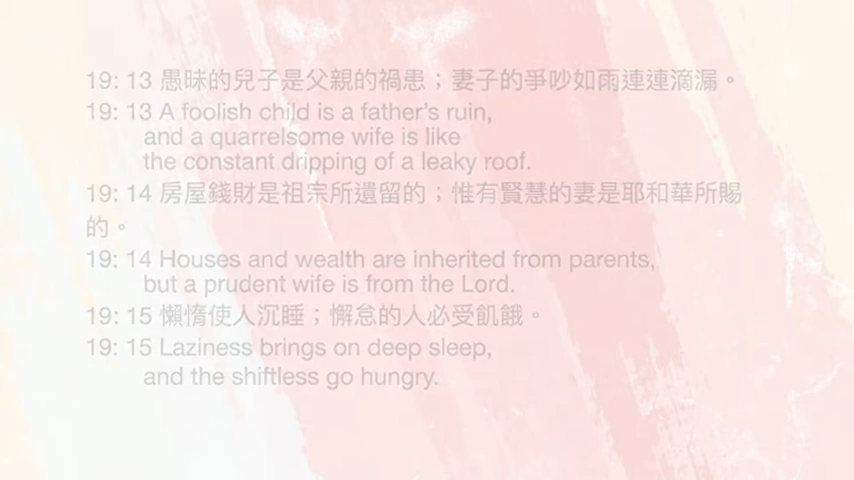 19: 13 愚昧的兒子是父親的禍患；妻子的爭吵如雨連連滴漏。
19: 13 A foolish child is a father’s ruin,
and a quarrelsome wife is like
the constant dripping of a leaky roof.
19: 14 房屋錢財是祖宗所遺留的；惟有賢慧的妻是耶和華所賜
的。
19: 14 Houses and wealth are inherited from parents,
but a prudent wife is from the Lord.
19: 15 懶惰使人沉睡；懈怠的人必受飢餓。
19: 15 Laziness brings on deep sleep,
and the shiftless go hungry.